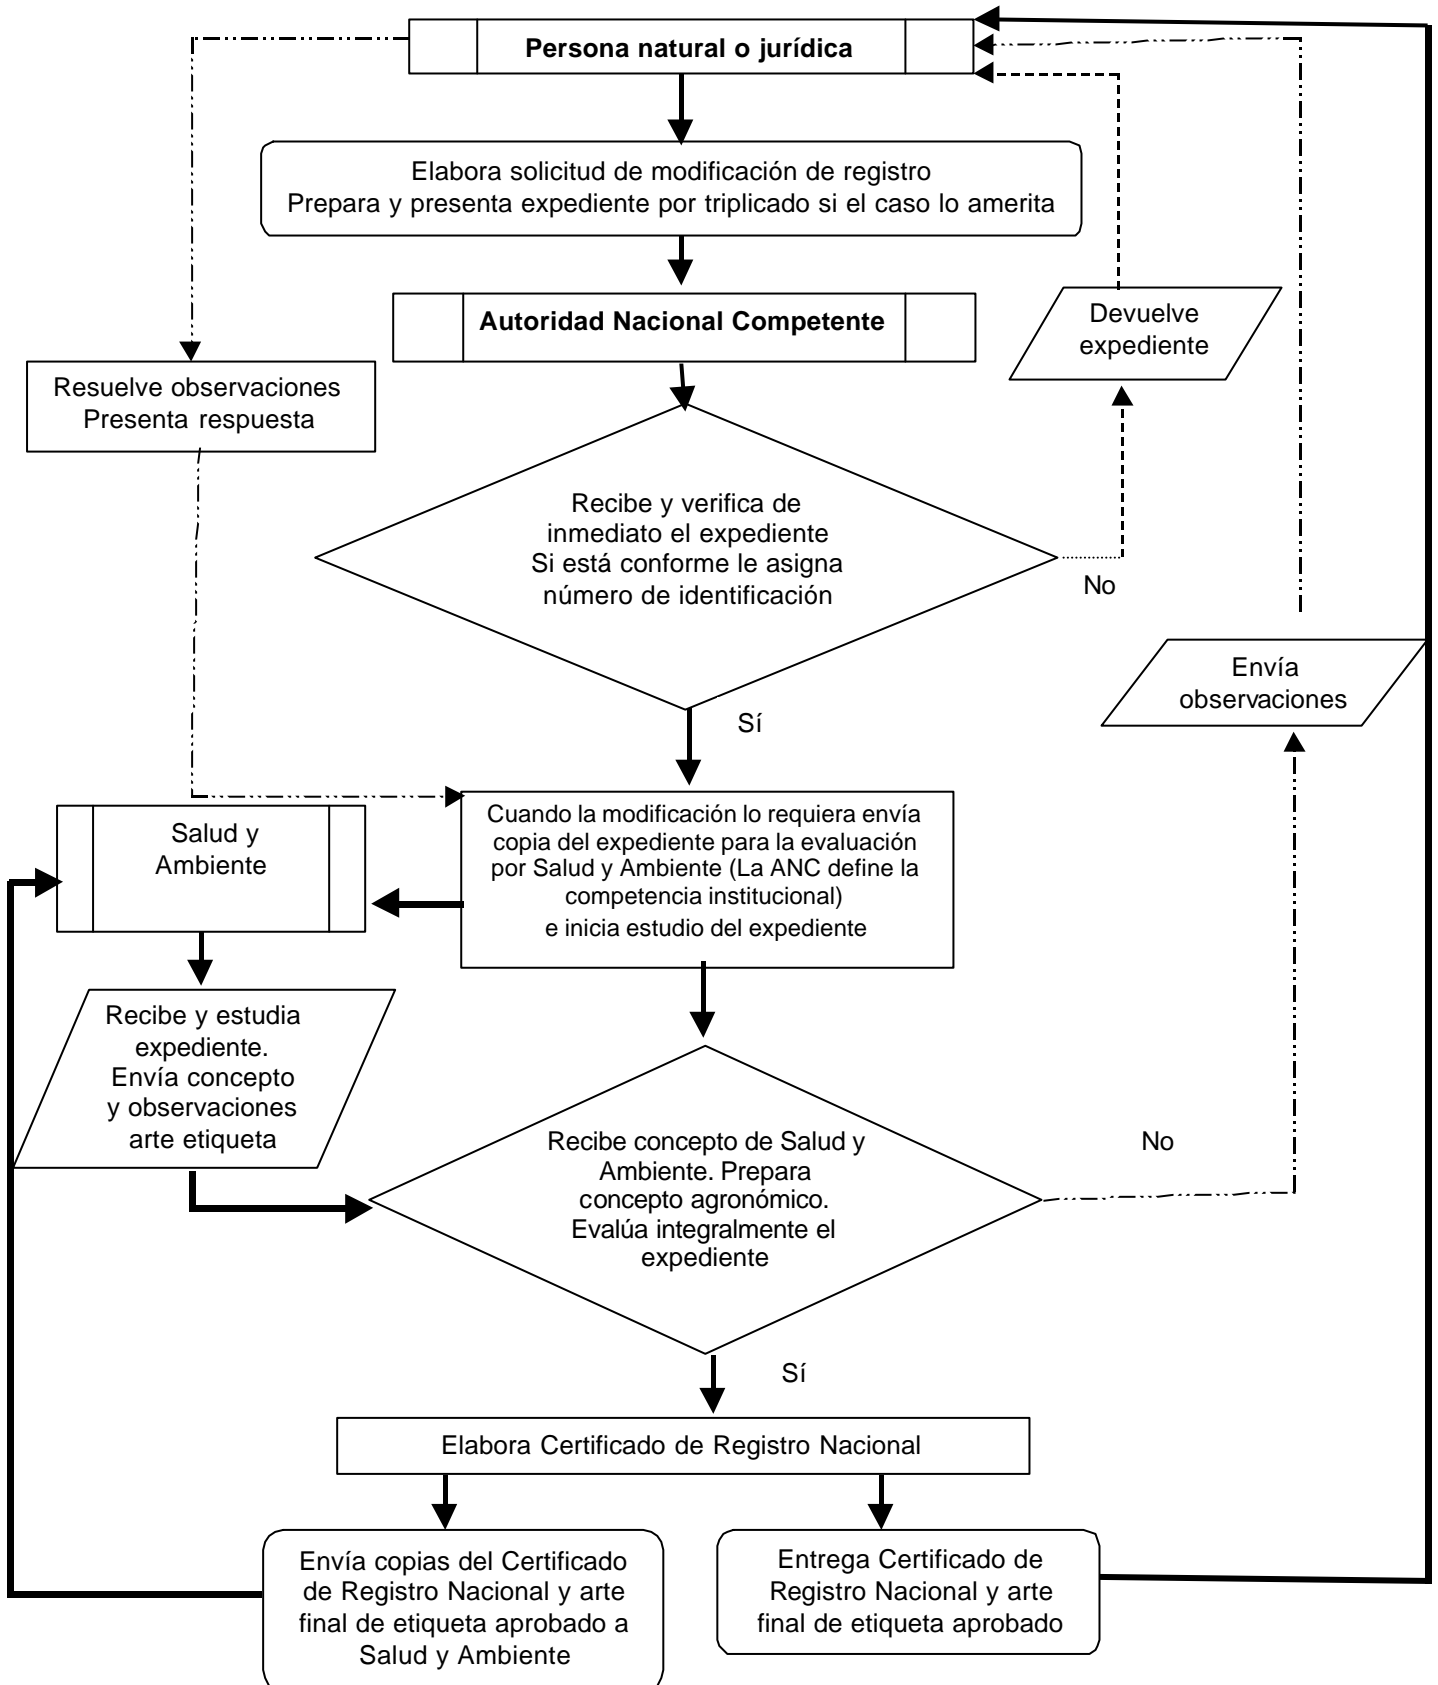 Persona natural o jurídica
Elabora solicitud de modificación de registro
Prepara y presenta expediente por triplicado si el caso lo amerita
Autoridad Nacional Competente
Devuelve
expediente
Resuelve observaciones
Presenta respuesta
Recibe y verifica de
inmediato el expediente
Si está conforme le asigna
número de identificación
No
Envía
observaciones
Sí
Cuando la modificación lo requiera envía
copia del expediente para la evaluación
por Salud y Ambiente (La ANC define la
competencia institucional)
e inicia estudio del expediente
Salud y
Ambiente
Recibe y estudia
expediente.
Envía concepto
y observaciones
arte etiqueta
Recibe concepto de Salud y
Ambiente. Prepara
concepto agronómico.
Evalúa integralmente el
expediente
No
Sí
Elabora Certificado de Registro Nacional
Envía copias del Certificado
de Registro Nacional y arte
final de etiqueta aprobado a
Salud y Ambiente
Entrega Certificado de
Registro Nacional y arte
final de etiqueta aprobado